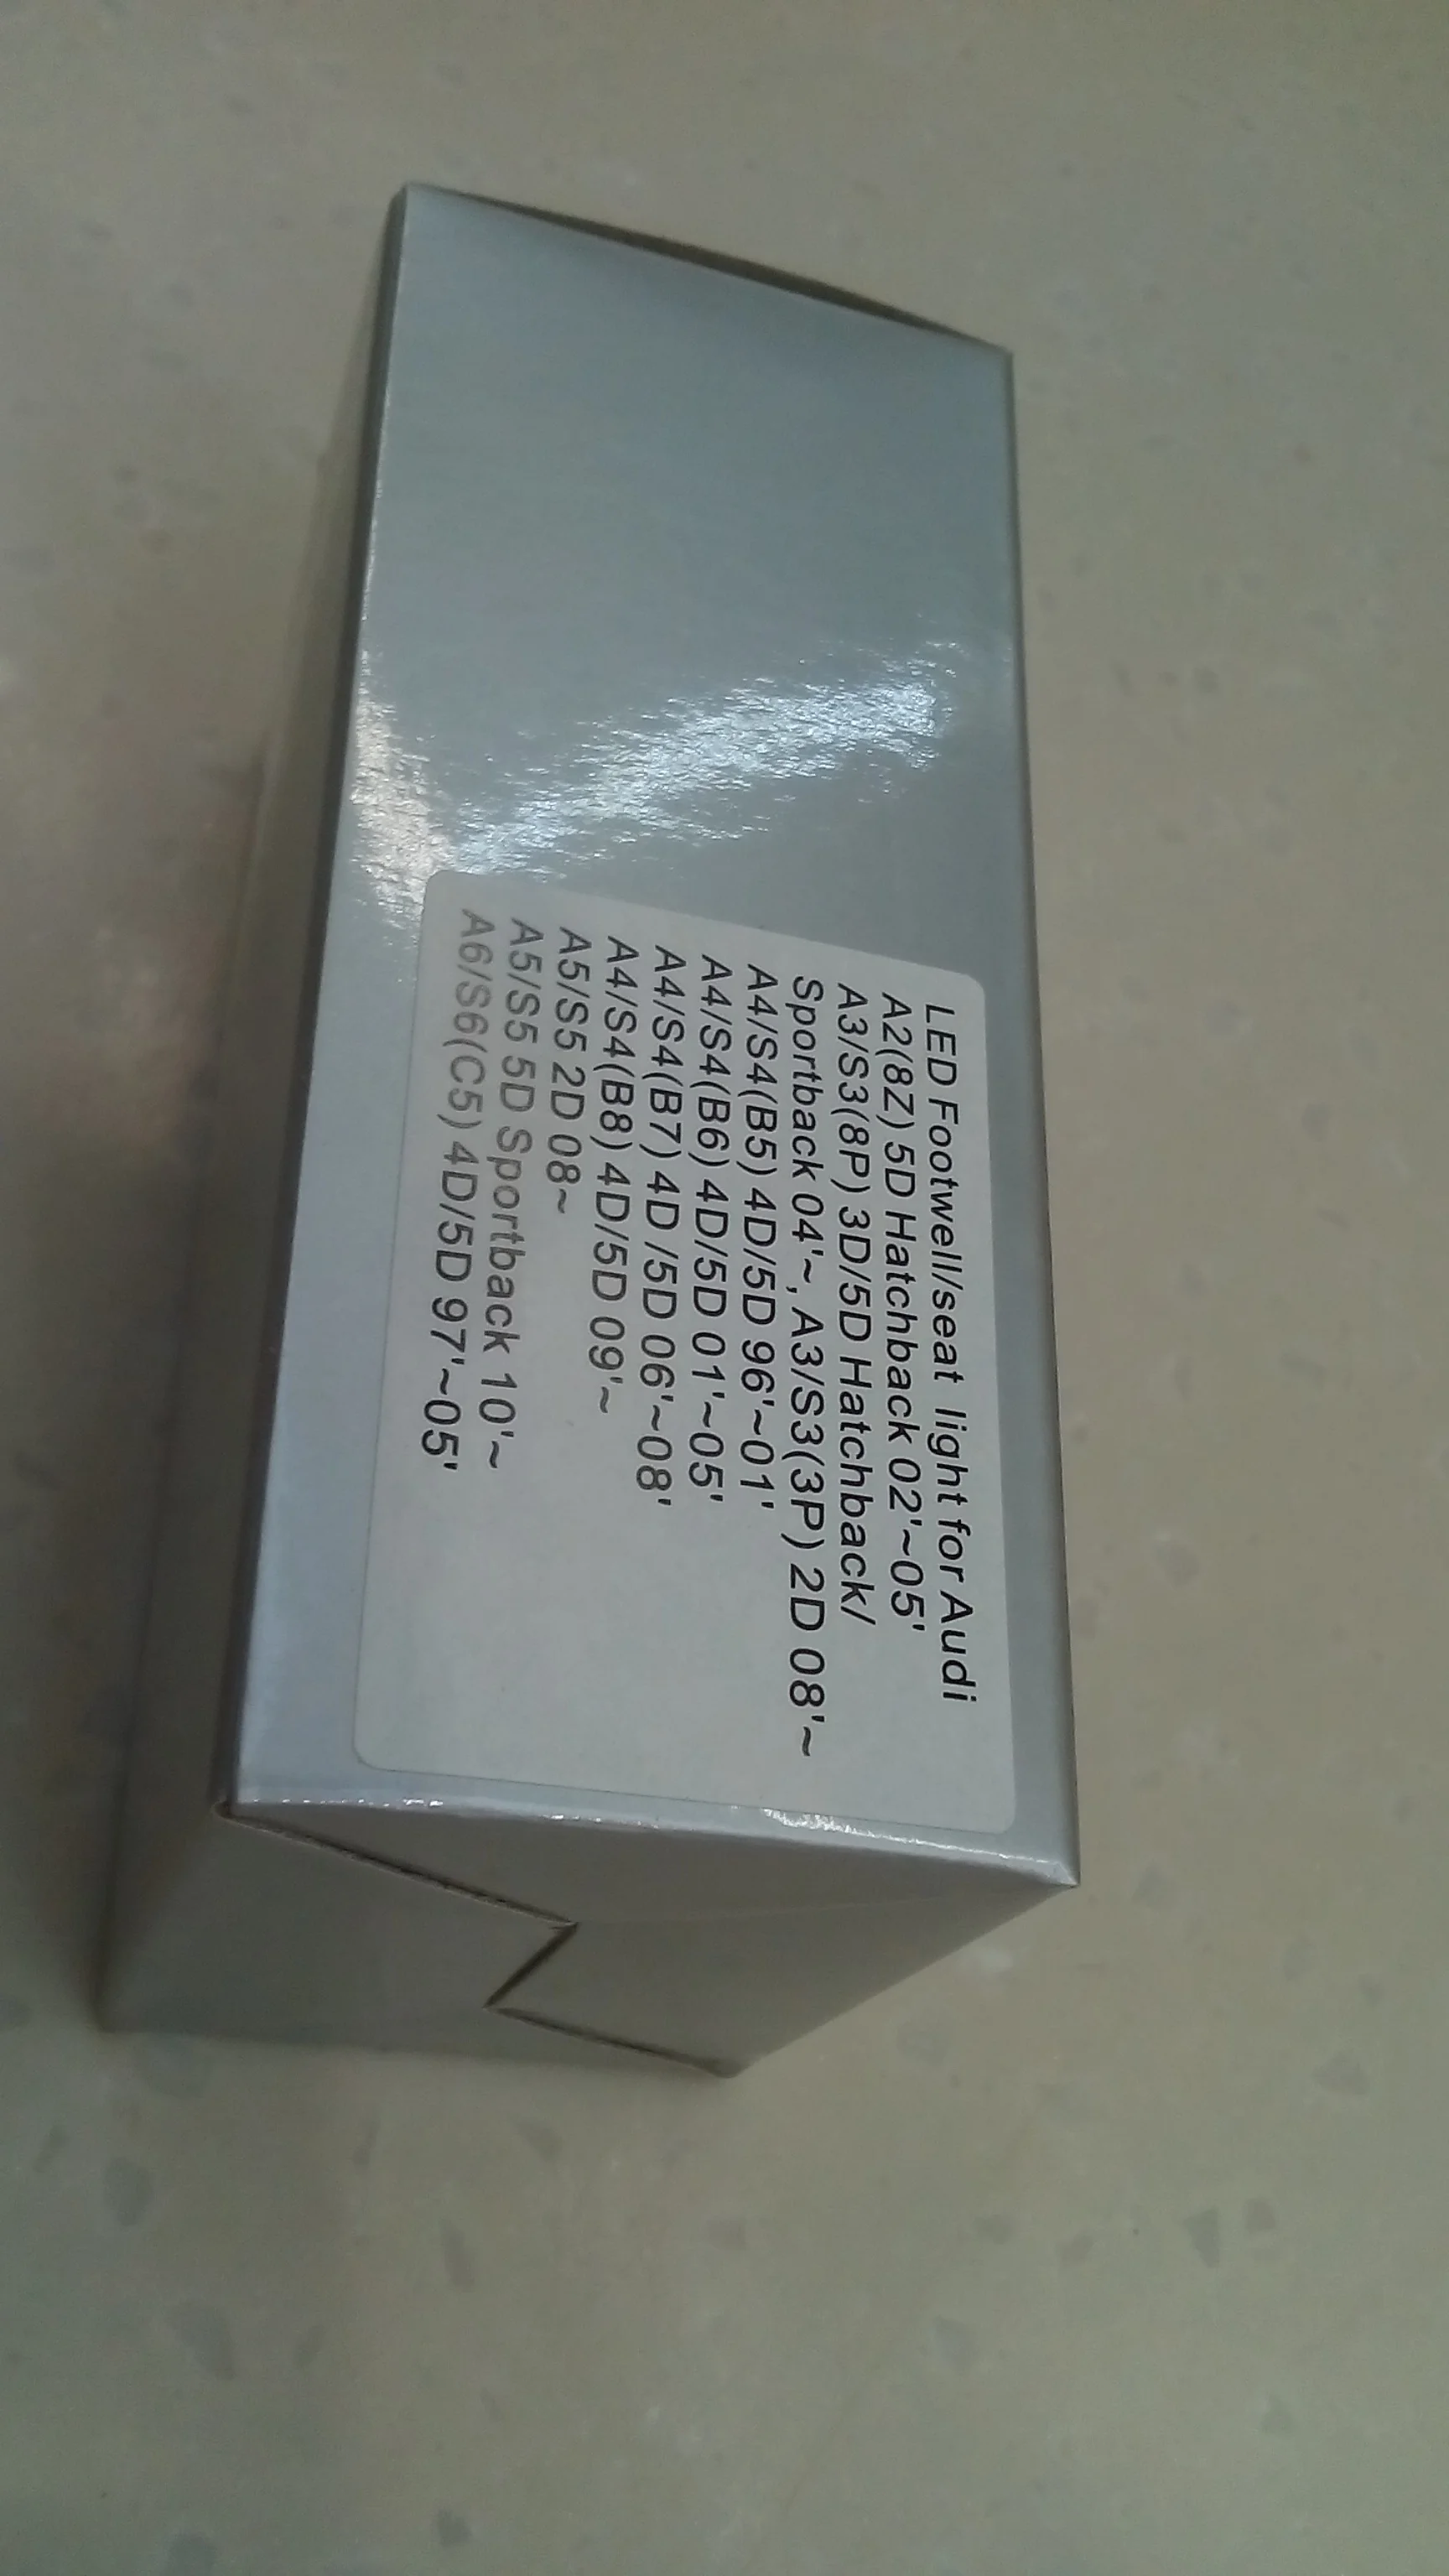 LED Footwell/seat light for Audi
A2(8Z) 5D Hatchback 02'~05'
A3/S3(8P) 3D/5D Hatchback/
Sportback 04'~, A3/S3(3P) 2D 08'~
A4/S4(B5) 4D/5D 96'~01'
A4/S4(B6) 4D/5D 01'~05'
A4/S4(B7) 4D /5D 06'~08'
A4/S4(B8) 4D/5D 09'~
A5/S5 2D 08~
A5/S5 5D Sportback 10'~
A6/S6(C5) 4D/5D 97'~05'